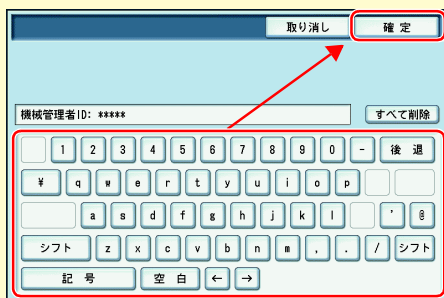 取り消し 確 定
機械管理者ID: ***** すべて削除
1 2 3 4 5 6 7 8 9 0 - 後 退
¥ q w e r t y u i o p
a s d f g h j k l ' @
シフト z x c v b n m , . / シフト
記 号 空 白 ← →